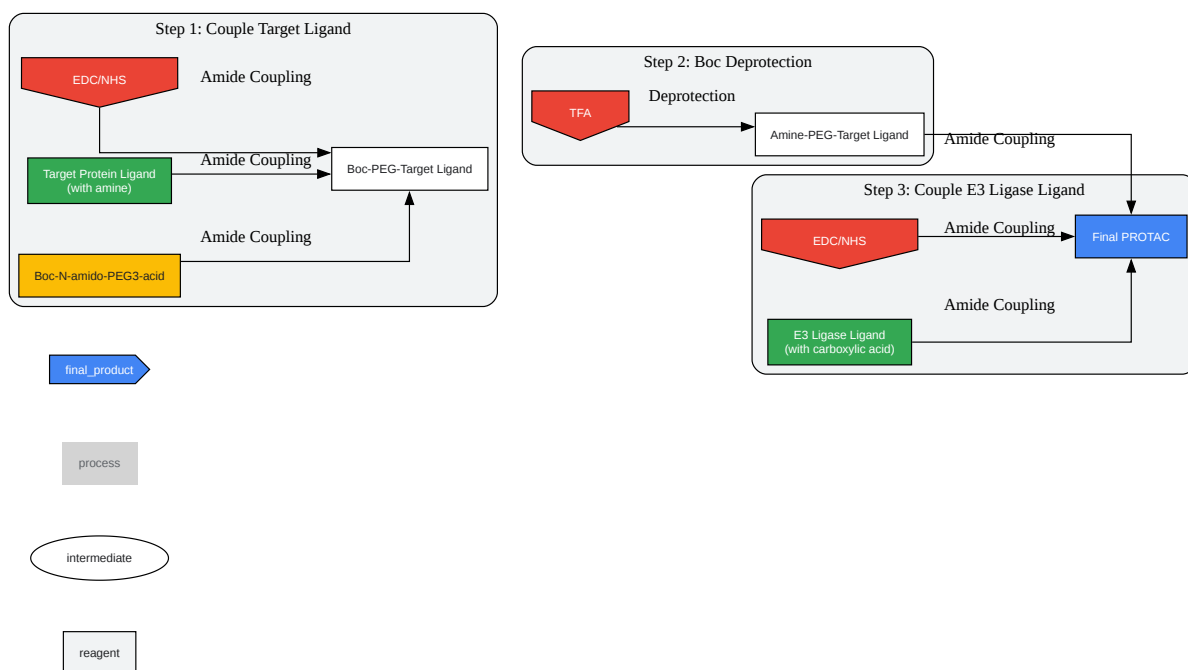 Step 1: Couple Target Ligand
EDC/NHS
Amide Coupling
Target Protein Ligand
(with amine)
Amide Coupling
Boc-PEG-Target Ligand
Amide Coupling
Boc-N-amido-PEG3-acid
Step 2: Boc Deprotection
Deprotection
TFA
Amine-PEG-Target Ligand
Amide Coupling
Step 3: Couple E3 Ligase Ligand
EDC/NHS
Amide Coupling
Final PROTAC
Amide Coupling
E3 Ligase Ligand
(with carboxylic acid)
final_product
process
intermediate
reagent